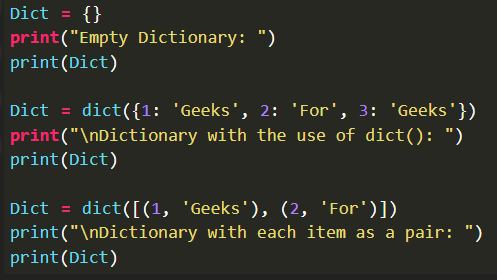 Dict = {}
print("Empty Dictionary: ")
print(Dict)
Dict = dict({1: 'Geeks', 2: 'For', 3: 'Geeks'})
print("\nDictionary with the use of dict(): ")
print(Dict)
Dict = dict([(1, 'Geeks'), (2, 'For')])
print("\nDictionary with each item as a pair: ")
print(Dict)